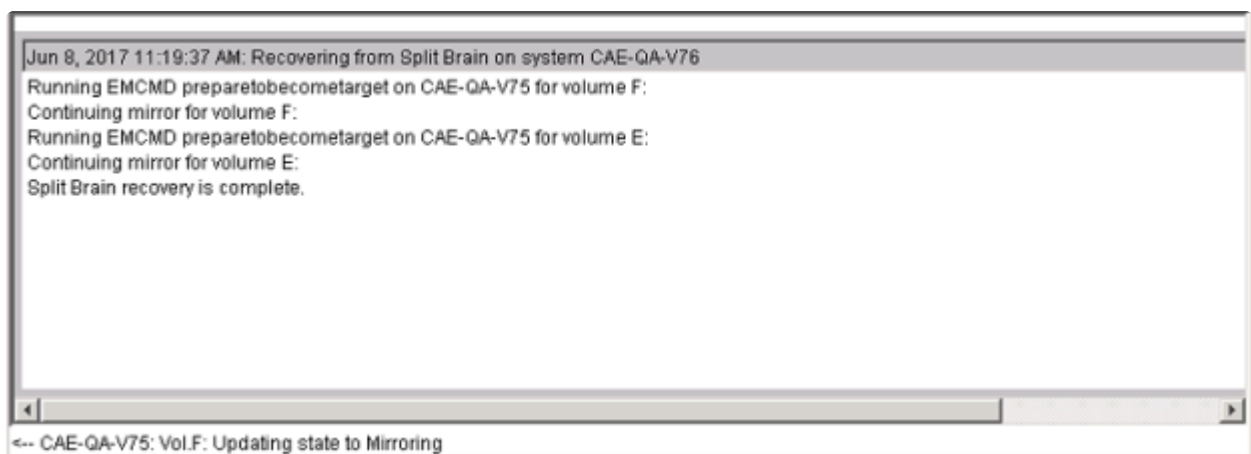 Jun 8, 2017 11:19:37 AM: Recovering from Split Brain on system CAE-QA-V76
Running EMCMD preparetobecometarget on CAE-QA-V75 for volume F:
Continuing mirror for volume F:
Running EMCMD preparetobecometarget on CAE-QA-V75 for volume E:
Continuing mirror for volume E:
Split Brain recovery is complete.
<-- CAE-QA-V75: Vol.F: Updating state to Mirroring